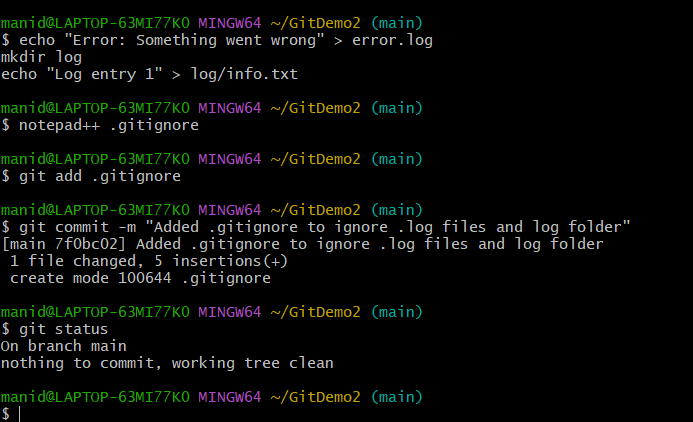 manid@LAPTOP-63MI77KO MINGW64 ~/GitDemo2 (main)
$ echo "Error: Something went wrong" > error.log
mkdir log
echo "Log entry 1" > log/info.txt
manid@LAPTOP-63MI77KO MINGW64 ~/GitDemo2 (main)
$ notepad++ .gitignore
manid@LAPTOP-63MI77KO MINGW64 ~/GitDemo2 (main)
$ git add .gitignore
manid@LAPTOP-63MI77KO MINGW64 ~/GitDemo2 (main)
$ git commit -m "Added .gitignore to ignore .log files and log folder"
[main 7f0bc02] Added .gitignore to ignore .log files and log folder
 1 file changed, 5 insertions(+)
 create mode 100644 .gitignore
manid@LAPTOP-63MI77KO MINGW64 ~/GitDemo2 (main)
$ git status
On branch main
nothing to commit, working tree clean
manid@LAPTOP-63MI77KO MINGW64 ~/GitDemo2 (main)
$